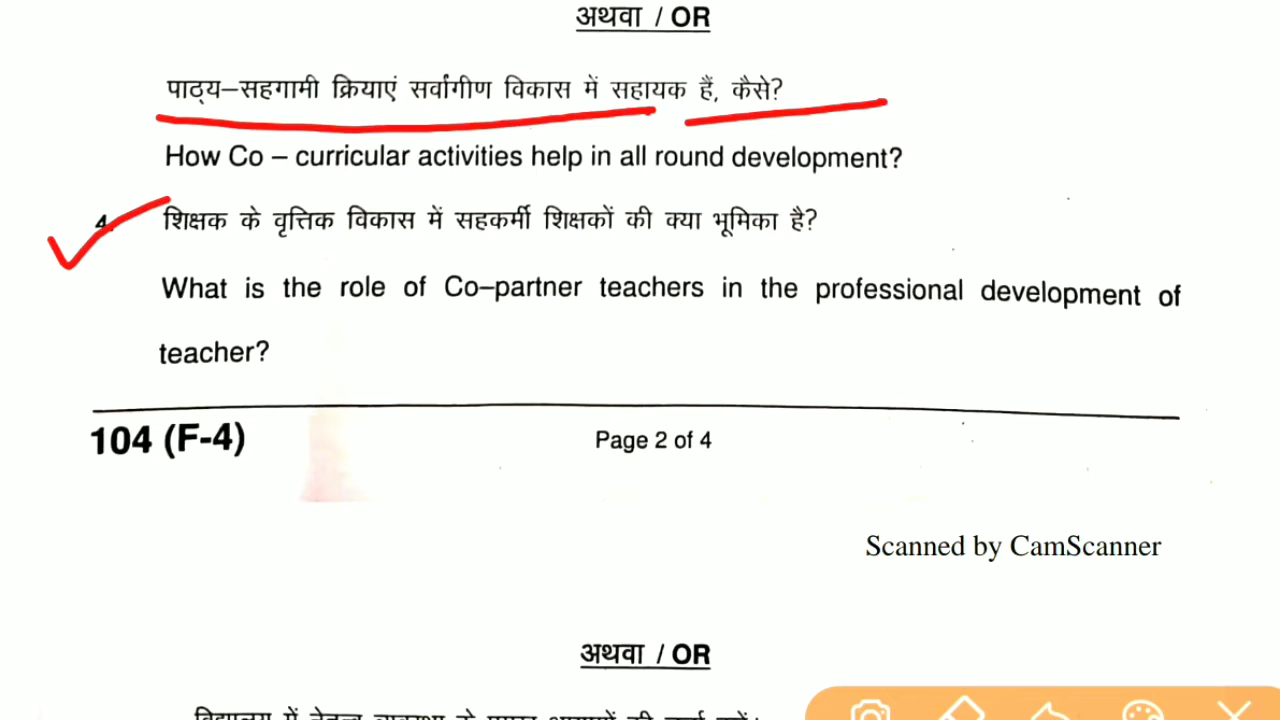 अथवा / OR
पाठ्य–सहगामी क्रियाएं सर्वांगीण विकास में सहायक हैं, कैसे?
How Co – curricular activities help in all round development?
4. शिक्षक के वृत्तिक विकास में सहकर्मी शिक्षकों की क्या भूमिका है?
What is the role of Co–partner teachers in the professional development of
teacher?
104 (F-4) Page 2 of 4
Scanned by CamScanner
अथवा / OR
विद्यालय में